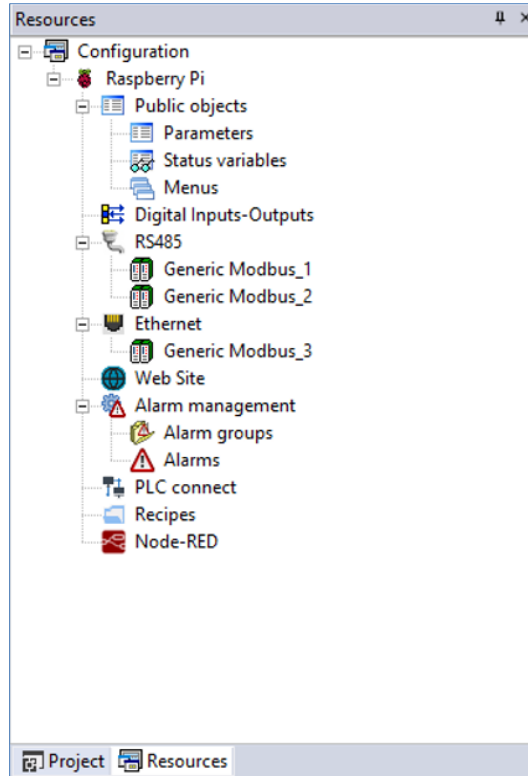 Resources
Configuration
Raspberry Pi
Public objects
Parameters
Status variables
Menus
Digital Inputs-Outputs
RS485
Generic Modbus_1
Generic Modbus_2
Ethernet
Generic Modbus_3
Web Site
Alarm management
Alarm groups
Alarms
PLC connect
Recipes
Node-RED
Project Resources